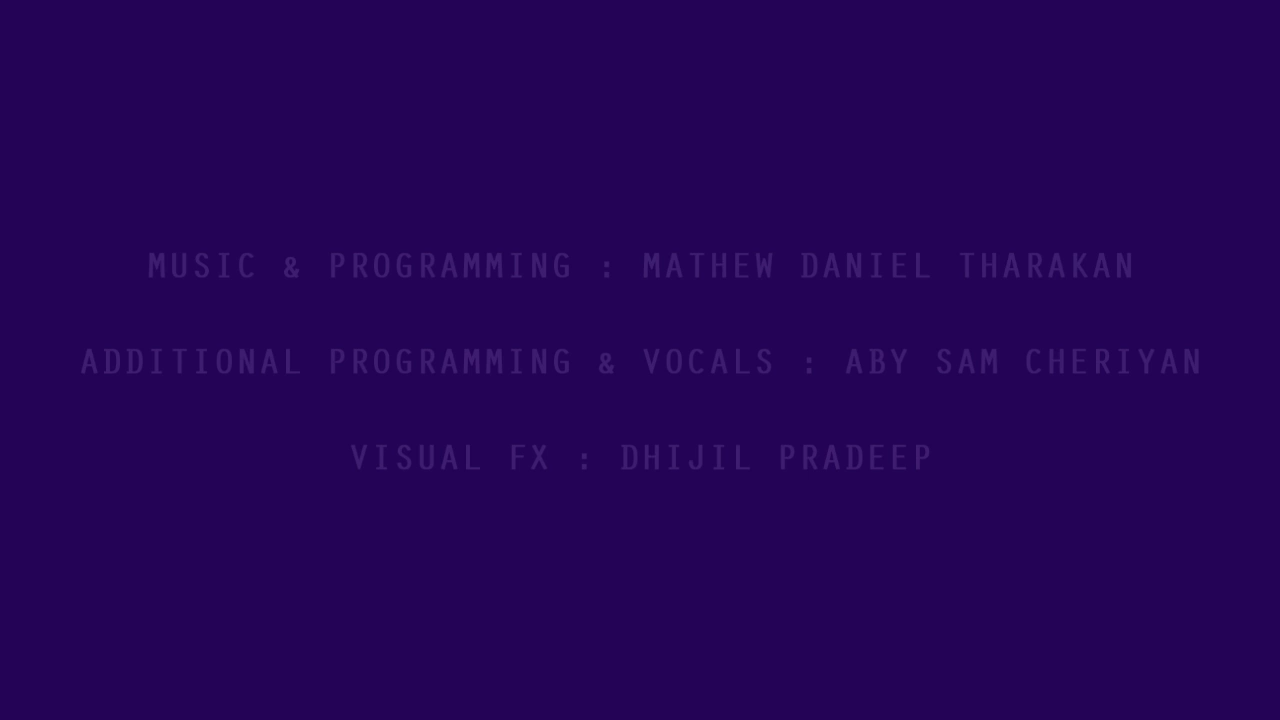 MUSIC & PROGRAMMING : MATHEW DANIEL THARAKAN
ADDITIONAL PROGRAMMING & VOCALS : ABY SAM CHERIYAN
VISUAL FX : DHIJIL PRADEEP